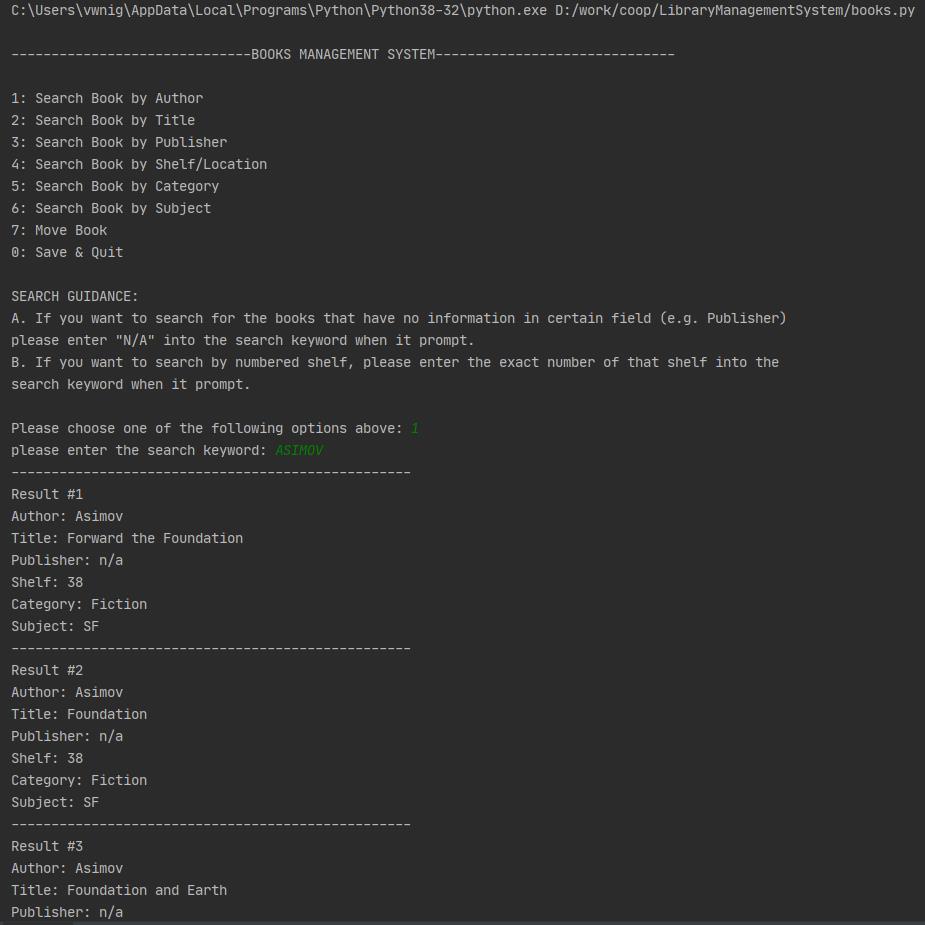 C:\Users\vwnig\AppData\Local\Programs\Python\Python38-32\python.exe D:/work/coop/LibraryManagementSystem/books.py
------------------------------BOOKS MANAGEMENT SYSTEM------------------------------
1: Search Book by Author
2: Search Book by Title
3: Search Book by Publisher
4: Search Book by Shelf/Location
5: Search Book by Category
6: Search Book by Subject
7: Move Book
0: Save & Quit
SEARCH GUIDANCE:
A. If you want to search for the books that have no information in certain field (e.g. Publisher)
please enter "N/A" into the search keyword when it prompt.
B. If you want to search by numbered shelf, please enter the exact number of that shelf into the
search keyword when it prompt.
Please choose one of the following options above: 1
please enter the search keyword: ASIMOV
--------------------------------------------------
Result #1
Author: Asimov
Title: Forward the Foundation
Publisher: n/a
Shelf: 38
Category: Fiction
Subject: SF
--------------------------------------------------
Result #2
Author: Asimov
Title: Foundation
Publisher: n/a
Shelf: 38
Category: Fiction
Subject: SF
--------------------------------------------------
Result #3
Author: Asimov
Title: Foundation and Earth
Publisher: n/a